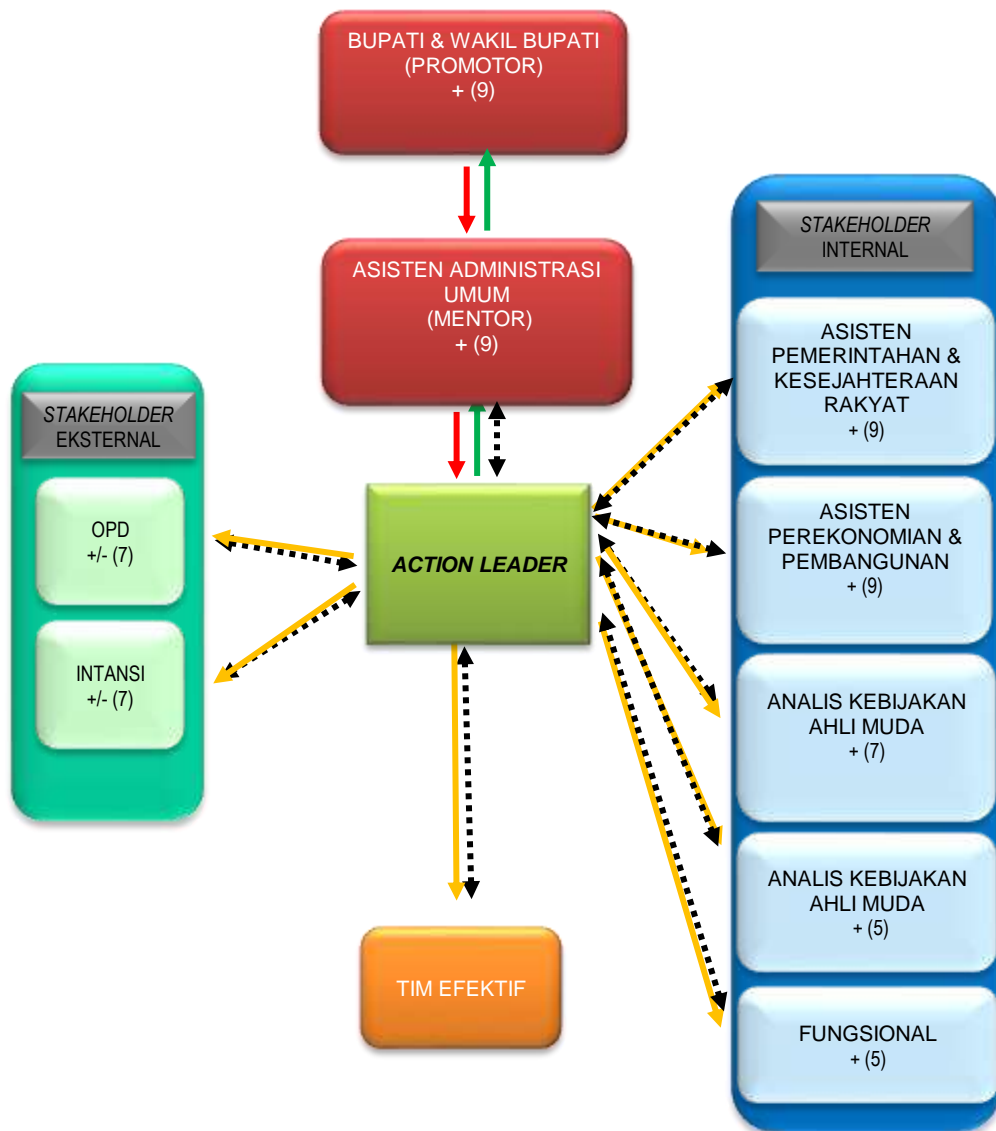 BUPATI & WAKIL BUPATI
(PROMOTOR)
+ (9)
ASISTEN ADMINISTRASI
UMUM
(MENTOR)
+ (9)
STAKEHOLDER
EKSTERNAL
OPD
+/- (7)
INTANSI
+/- (7)
ACTION LEADER
TIM EFEKTIF
STAKEHOLDER
INTERNAL
ASISTEN
PEMERINTAHAN &
KESEJAHTERAAN
RAKYAT
+ (9)
ASISTEN
PEREKONOMIAN &
PEMBANGUNAN
+ (9)
ANALIS KEBIJAKAN
AHLI MUDA
+ (7)
ANALIS KEBIJAKAN
AHLI MUDA
+ (5)
FUNGSIONAL
+ (5)